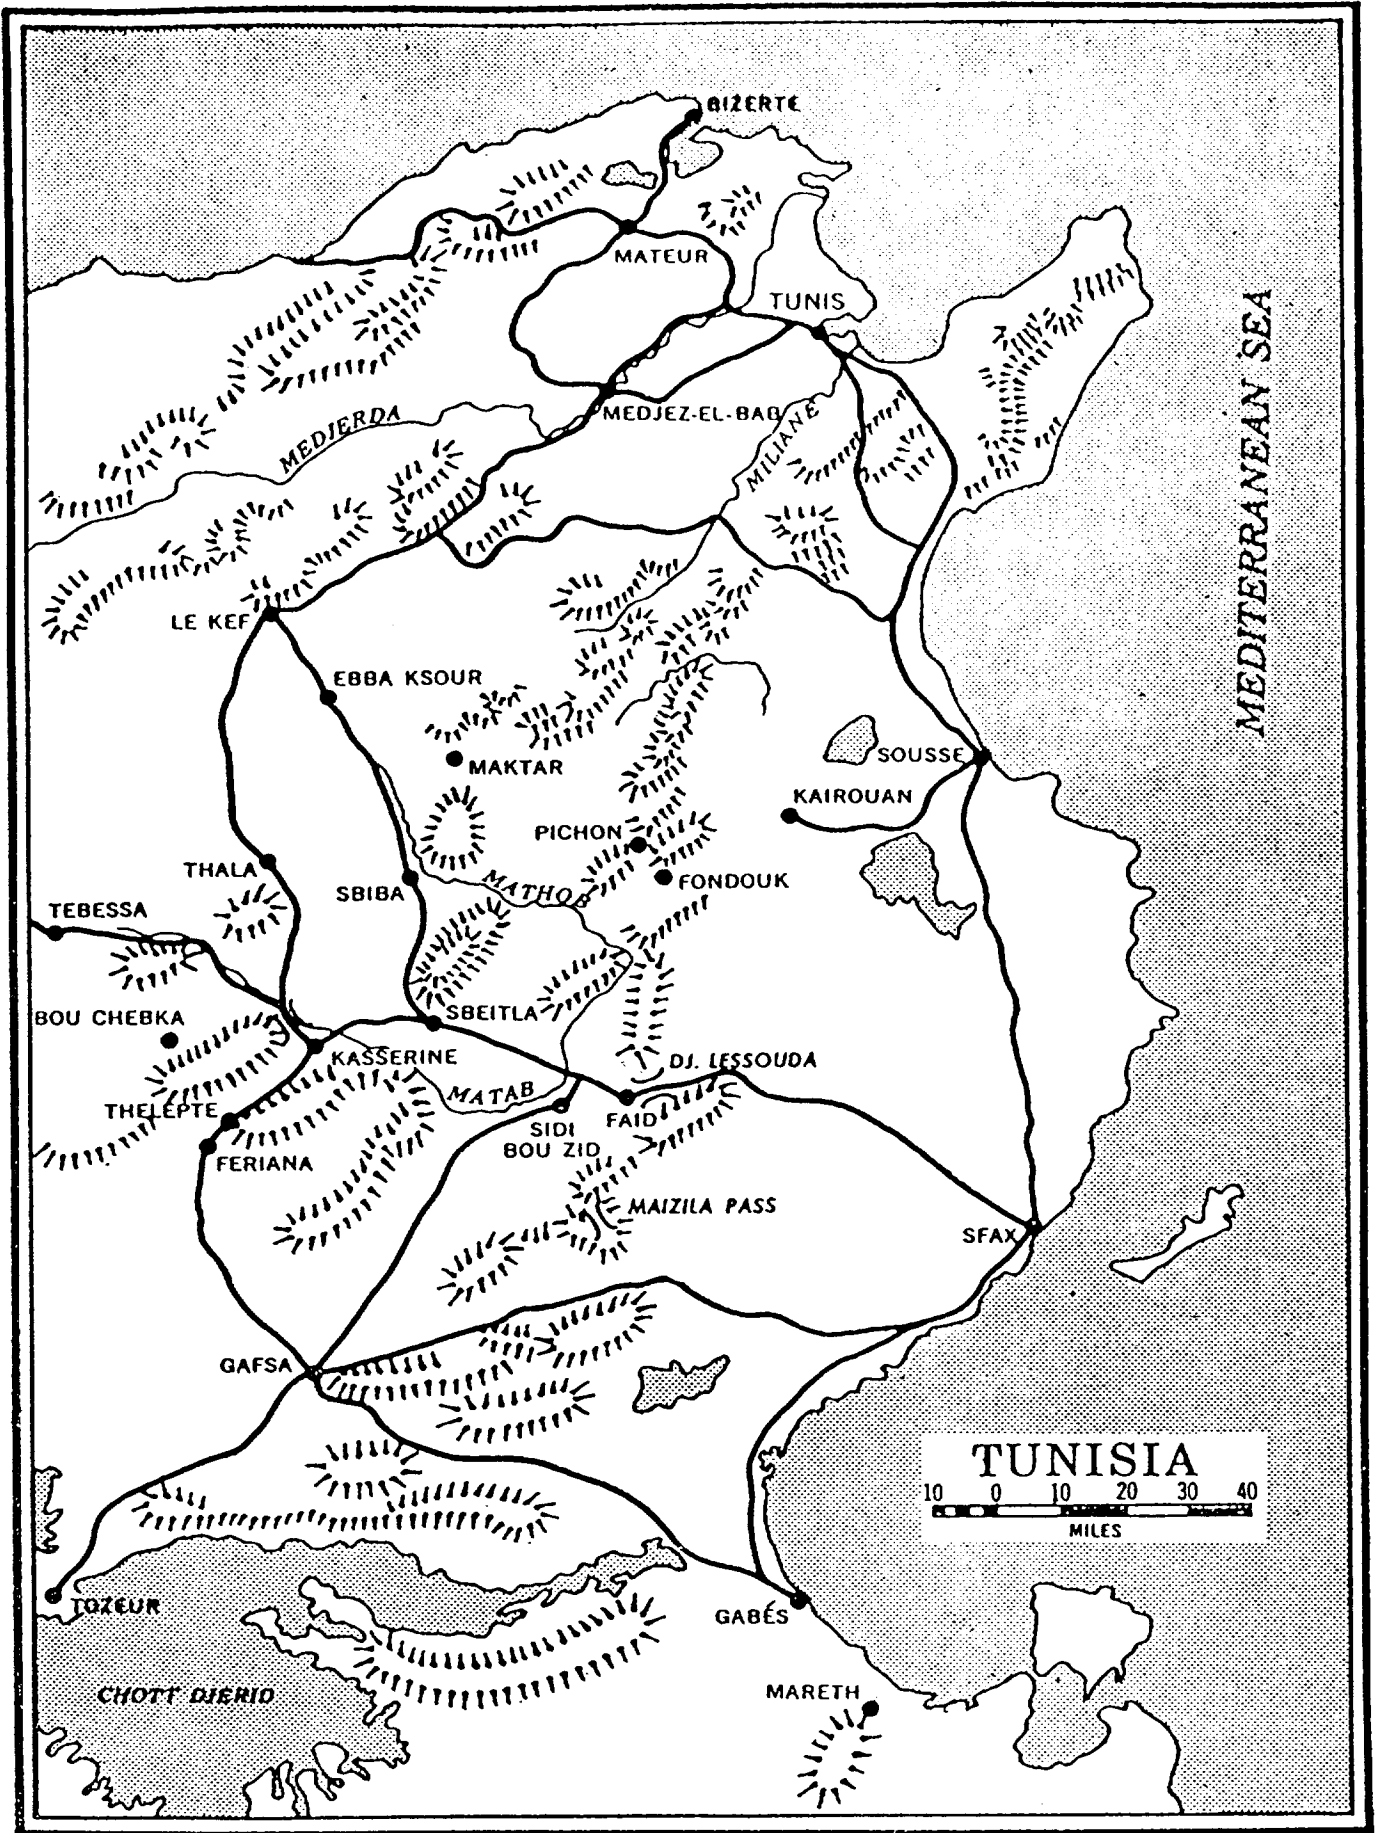 BIZERTE
MATEUR
TUNIS
MEDITERRANEAN SEA
MEDJEZ-EL-BAB
MEDJERDA
MILIANE
LE KEF
EBBA KSOUR
MAKTAR
SOUSSE
KAIROUAN
PICHON
FONDOUK
THALA
SBIBA
MATHOB
TEBESSA
BOU CHEBKA
SBEITLA
KASSERINE
DJ. LESSOUDA
MATAB
THELÉPTE
FAID
SIDI
BOU ZID
FERIANA
MAIZILA PASS
SFAX
GAFSA
TUNISIA
10 0 10 20 30 40
MILES
TOZEUR
GABÉS
CHOTT DJERID
MARETH